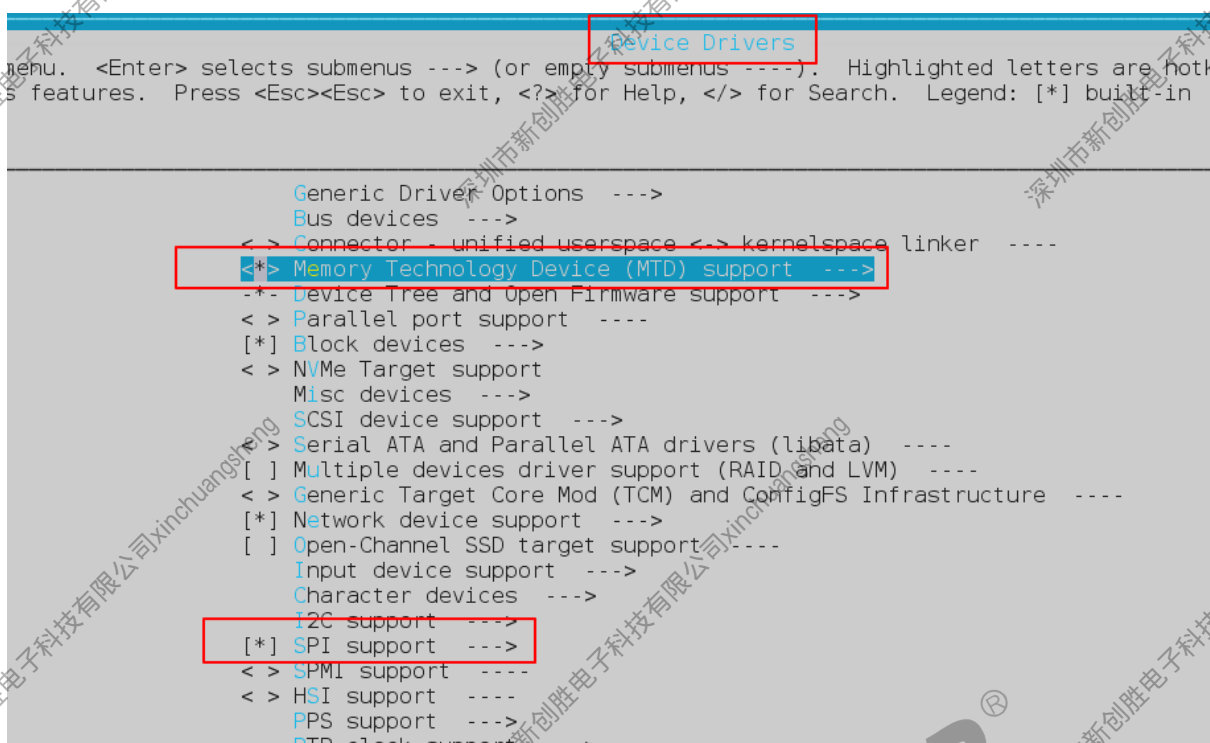 Device Drivers
menu.  <Enter> selects submenus ---> (or empty submenus ----).  Highlighted letters are hotk
s features.  Press <Esc><Esc> to exit, <?> for Help, </> for Search.  Legend: [*] built-in
Generic Driver Options  --->
Bus devices  --->
< > Connector - unified userspace <-> kernelspace linker  ----
<*> Memory Technology Device (MTD) support  --->
-*- Device Tree and Open Firmware support  --->
< > Parallel port support  ----
[*] Block devices  --->
< > NVMe Target support
Misc devices  --->
SCSI device support  --->
< > Serial ATA and Parallel ATA drivers (libata)  ----
[ ] Multiple devices driver support (RAID and LVM)  ----
< > Generic Target Core Mod (TCM) and ConfigFS Infrastructure  ----
[*] Network device support  --->
[ ] Open-Channel SSD target support  ----
Input device support  --->
Character devices  --->
I2C support  --->
[*] SPI support  --->
< > SPMI support  ----
< > HSI support  ----
PPS support  --->
PTP clock support  --->
深圳市新创胜电子科技有限公司xinchuangsheng
®